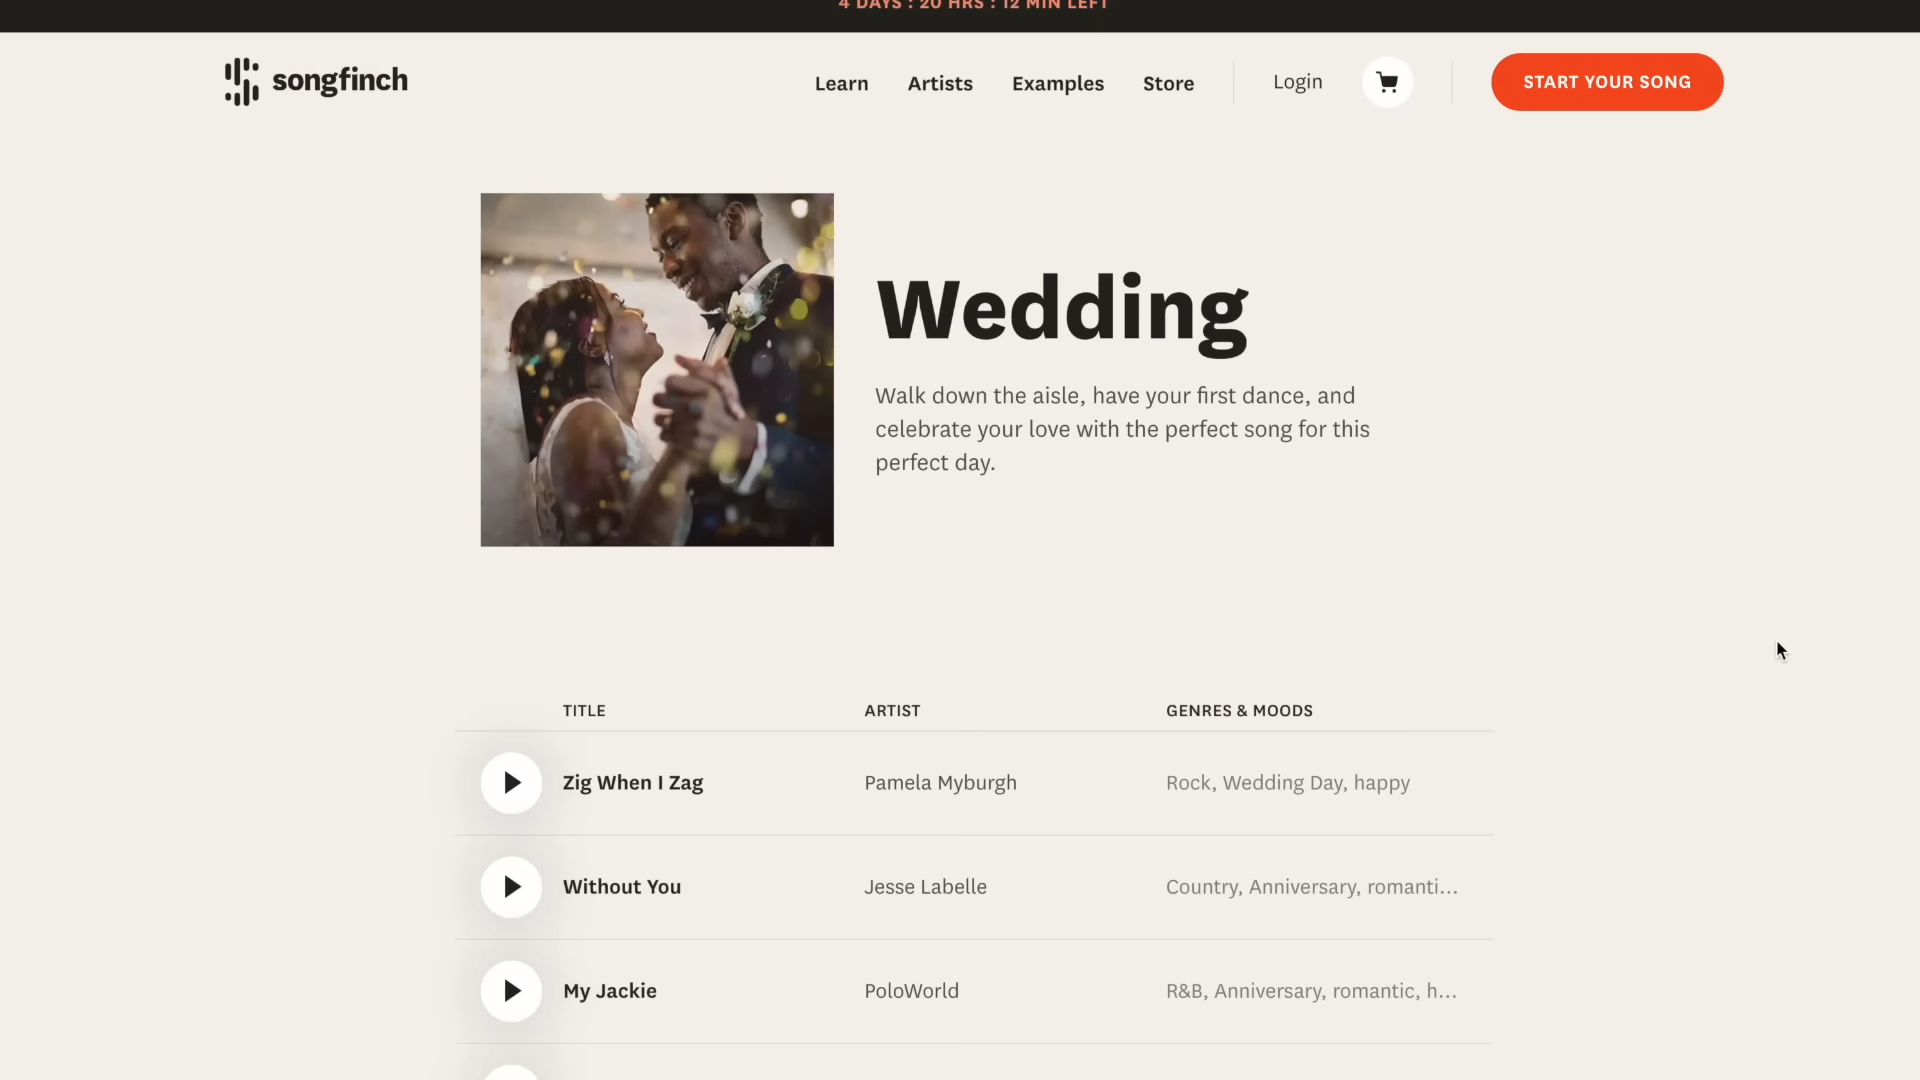 4 DAYS : 20 HRS : 12 MIN LEFT
songfinch
Learn Artists Examples Store Login START YOUR SONG
Wedding
Walk down the aisle, have your first dance, and
celebrate your love with the perfect song for this
perfect day.
TITLE ARTIST GENRES & MOODS
Zig When I Zag Pamela Myburgh Rock, Wedding Day, happy
Without You Jesse Labelle Country, Anniversary, romanti...
My Jackie PoloWorld R&B, Anniversary, romantic, h...